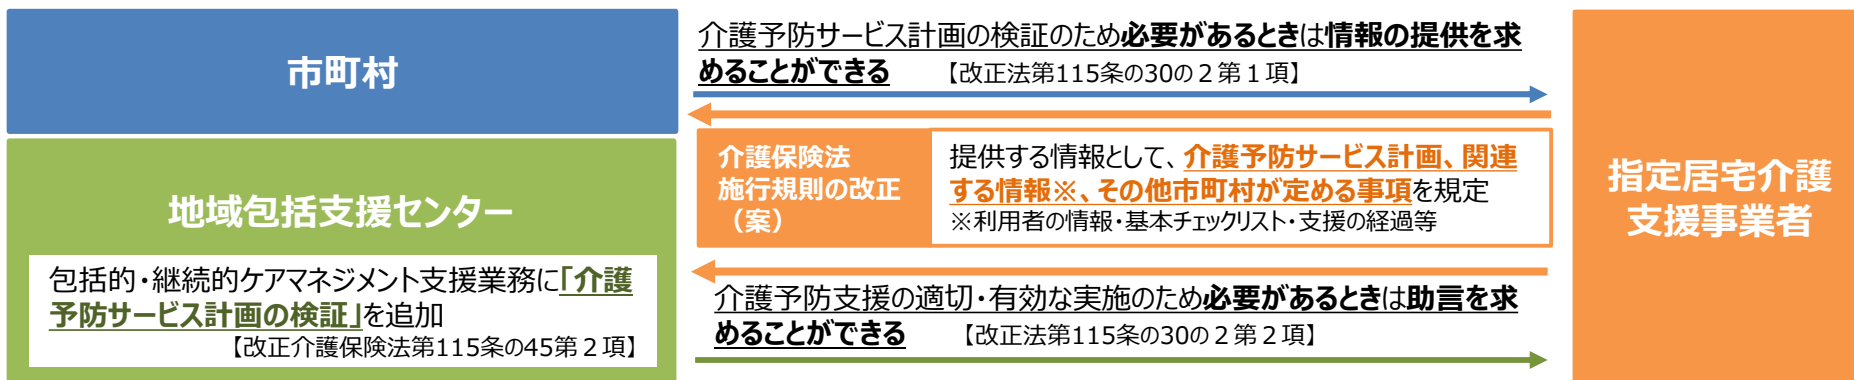 市町村
地域包括支援センター
包括的・継続的ケアマネジメント支援業務に「介護
予防サービス計画の検証」を追加
【改正介護保険法第115条の45第２項】
介護予防サービス計画の検証のため必要があるときは情報の提供を求
めることができる　【改正法第115条の30の２第１項】
介護保険法
施行規則の改正
（案）
提供する情報として、介護予防サービス計画、関連
する情報※、その他市町村が定める事項を規定
※利用者の情報・基本チェックリスト・支援の経過等
介護予防支援の適切・有効な実施のため必要があるときは助言を求
めることができる　【改正法第115条の30の２第２項】
指定居宅介護
支援事業者